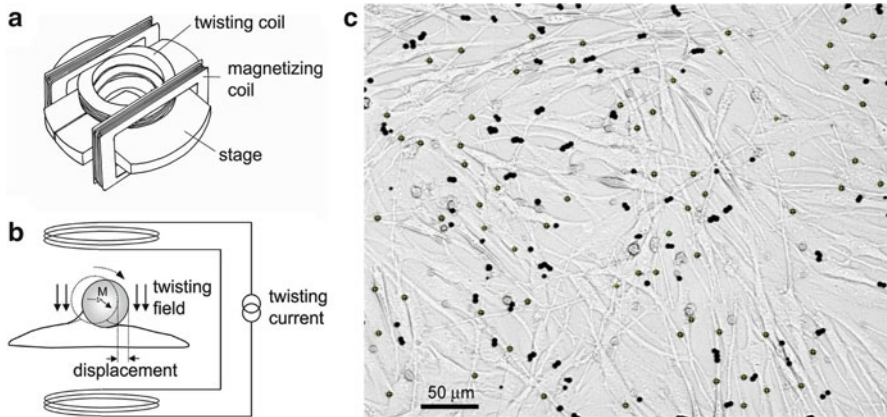 a
twisting coil
magnetizing
coil
stage
b
M
twisting
field
displacement
twisting
current
c
50 µm